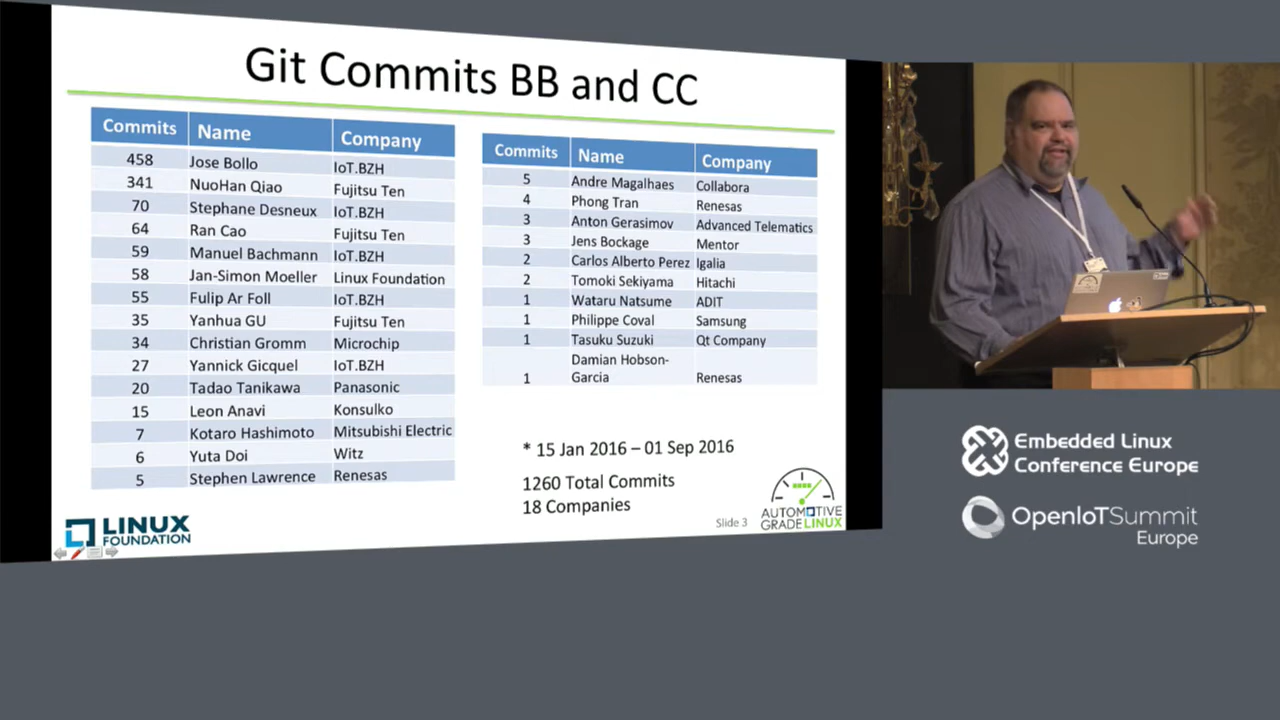 Git Commits BB and CC
Commits Name Company
458 Jose Bollo IoT.BZH
341 NuoHan Qiao Fujitsu Ten
70 Stephane Desneux IoT.BZH
64 Ran Cao Fujitsu Ten
59 Manuel Bachmann IoT.BZH
58 Jan-Simon Moeller Linux Foundation
55 Fulip Ar Foll IoT.BZH
35 Yanhua GU Fujitsu Ten
34 Christian Gromm Microchip
27 Yannick Gicquel IoT.BZH
20 Tadao Tanikawa Panasonic
15 Leon Anavi Konsulko
7 Kotaro Hashimoto Mitsubishi Electric
6 Yuta Doi Witz
5 Stephen Lawrence Renesas
Commits Name Company
5 Andre Magalhaes Collabora
4 Phong Tran Renesas
3 Anton Gerasimov Advanced Telematics
3 Jens Bockage Mentor
2 Carlos Alberto Perez Igalia
2 Tomoki Sekiyama Hitachi
1 Wataru Natsume ADIT
1 Philippe Coval Samsung
1 Tasuku Suzuki Qt Company
Damian Hobson-
1 Garcia Renesas
* 15 Jan 2016 – 01 Sep 2016
1260 Total Commits
18 Companies
Slide 3
AUTOMOTIVE
GRADELINUX
LINUX
FOUNDATION
Embedded Linux
Conference Europe
OpenIoTSummit
Europe